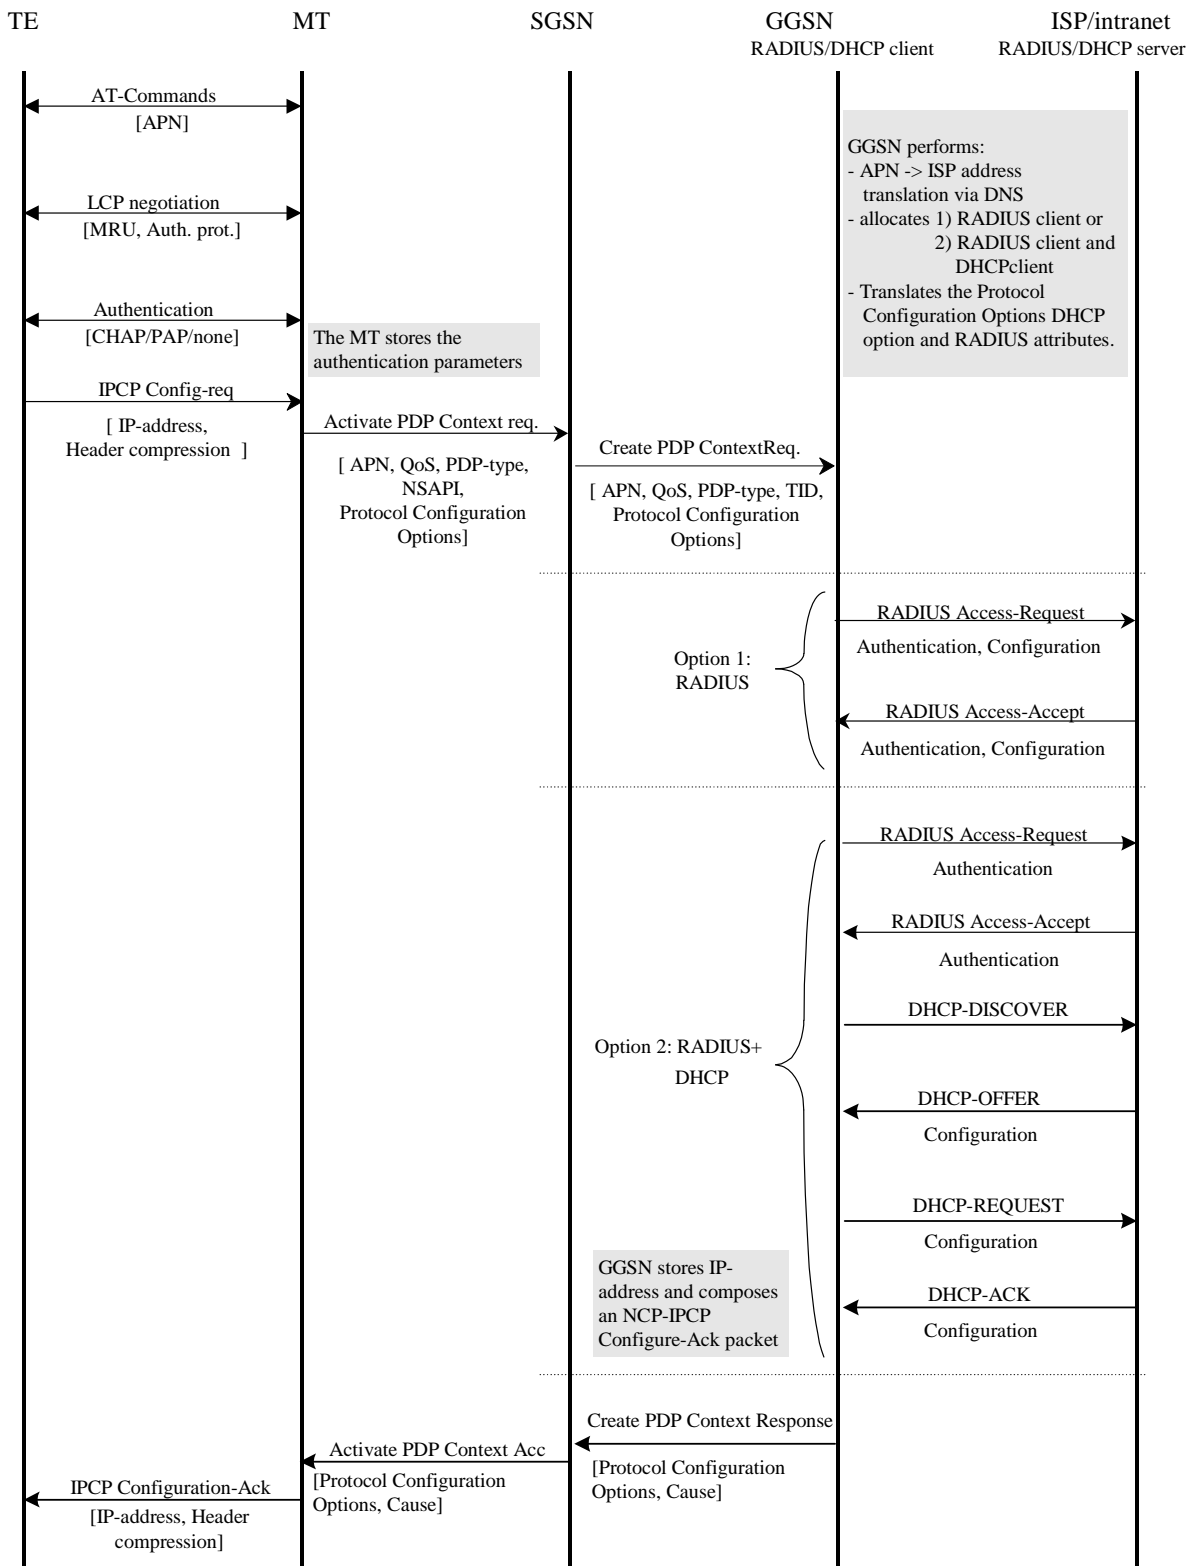 TE
MT
SGSN
GGSN
ISP/intranet
RADIUS/DHCP client
RADIUS/DHCP server
AT-Commands
[APN]
LCP negotiation
[MRU, Auth. prot.]
Authentication
[CHAP/PAP/none]
The MT stores the
authentication parameters
GGSN performs:
- APN -> ISP address
translation via DNS
- allocates 1) RADIUS client or
2) RADIUS client and
DHCPclient
- Translates the Protocol
Configuration Options DHCP
option and RADIUS attributes.
IPCP Config-req
[ IP-address,
Header compression ]
Activate PDP Context req.
[ APN, QoS, PDP-type,
NSAPI,
Protocol Configuration
Options]
Create PDP ContextReq.
[ APN, QoS, PDP-type, TID,
Protocol Configuration
Options]
Option 1:
RADIUS
RADIUS Access-Request
Authentication, Configuration
RADIUS Access-Accept
Authentication, Configuration
RADIUS Access-Request
Authentication
RADIUS Access-Accept
Authentication
DHCP-DISCOVER
Option 2: RADIUS+
DHCP
DHCP-OFFER
Configuration
DHCP-REQUEST
Configuration
GGSN stores IP-
address and composes
an NCP-IPCP
Configure-Ack packet
DHCP-ACK
Configuration
Create PDP Context Response
[Protocol Configuration
Options, Cause]
Activate PDP Context Acc
[Protocol Configuration
Options, Cause]
IPCP Configuration-Ack
[IP-address, Header
compression]